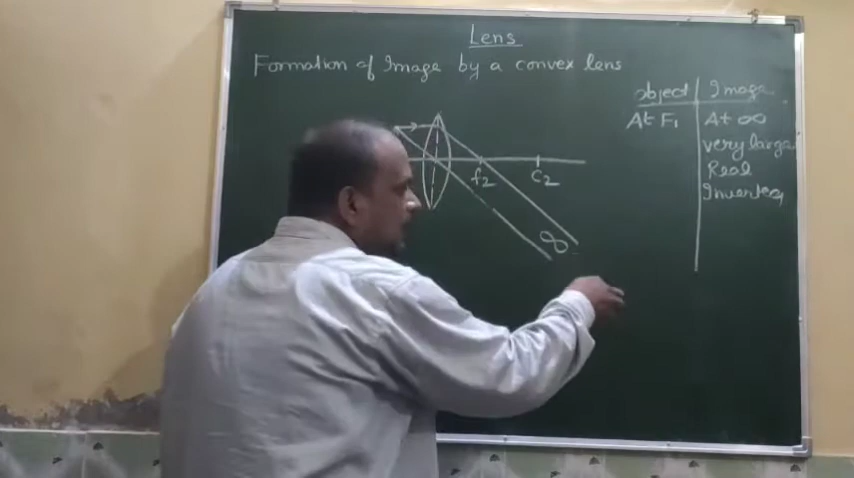 Lens
Formation of Image by a convex lens
object Image
At F₁ At ∞
very large
Real
Inverted
f₂ C₂
∞